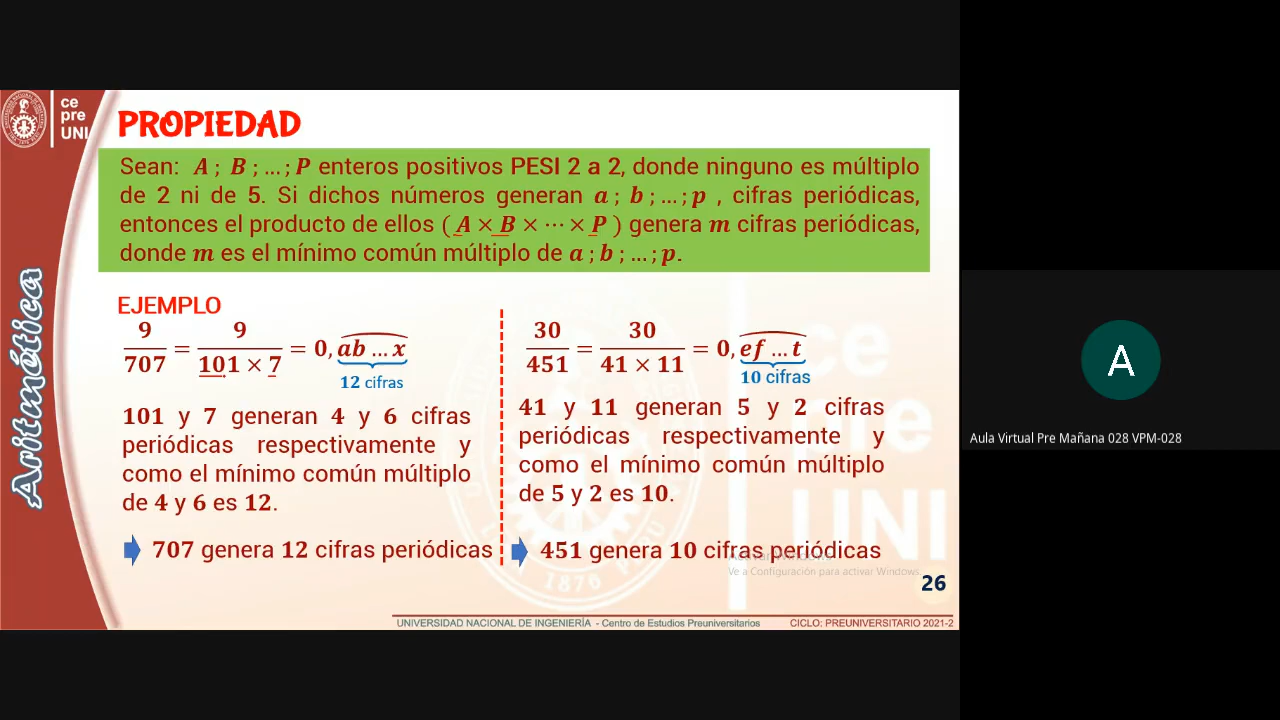 ce
pre
UNI
Aritmética
PROPIEDAD
Sean: A ; B ; ... ; P enteros positivos PESI 2 a 2, donde ninguno es múltiplo
de 2 ni de 5. Si dichos números generan a ; b ; ... ; p , cifras periódicas,
entonces el producto de ellos ( A × B × ⋯ × P ) genera m cifras periódicas,
donde m es el mínimo común múltiplo de a ; b ; ... ; p.
EJEMPLO
9/707 = 9/(101 × 7) = 0, ab ... x
12 cifras
101 y 7 generan 4 y 6 cifras
periódicas respectivamente y
como el mínimo común múltiplo
de 4 y 6 es 12.
707 genera 12 cifras periódicas
30/451 = 30/(41 × 11) = 0, ef ... t
10 cifras
41 y 11 generan 5 y 2 cifras
periódicas respectivamente y
como el mínimo común múltiplo
de 5 y 2 es 10.
451 genera 10 cifras periódicas
Ve a Configuración para activar Windows.
26
UNIVERSIDAD NACIONAL DE INGENIERÍA - Centro de Estudios Preuniversitarios CICLO: PREUNIVERSITARIO 2021-2
A
Aula Virtual Pre Mañana 028 VPM-028